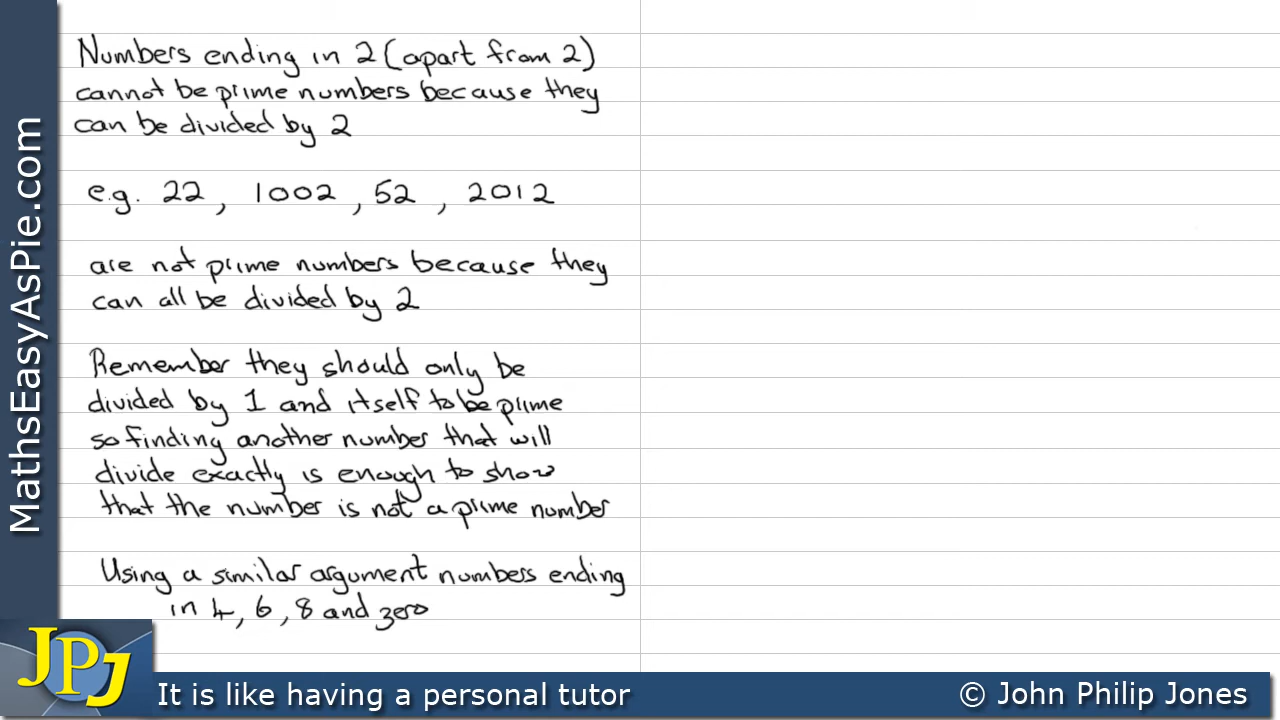 Numbers ending in 2 (apart from 2)
cannot be prime numbers because they
can be divided by 2
e.g. 22, 1002, 52, 2012
are not prime numbers because they
can all be divided by 2
Remember they should only be
divided by 1 and itself to be prime
so finding another number that will
divide exactly is enough to show
that the number is not a prime number
Using a similar argument numbers ending
in 4, 6, 8 and zero
MathsEasyAsPie.com
JPJ
It is like having a personal tutor
© John Philip Jones